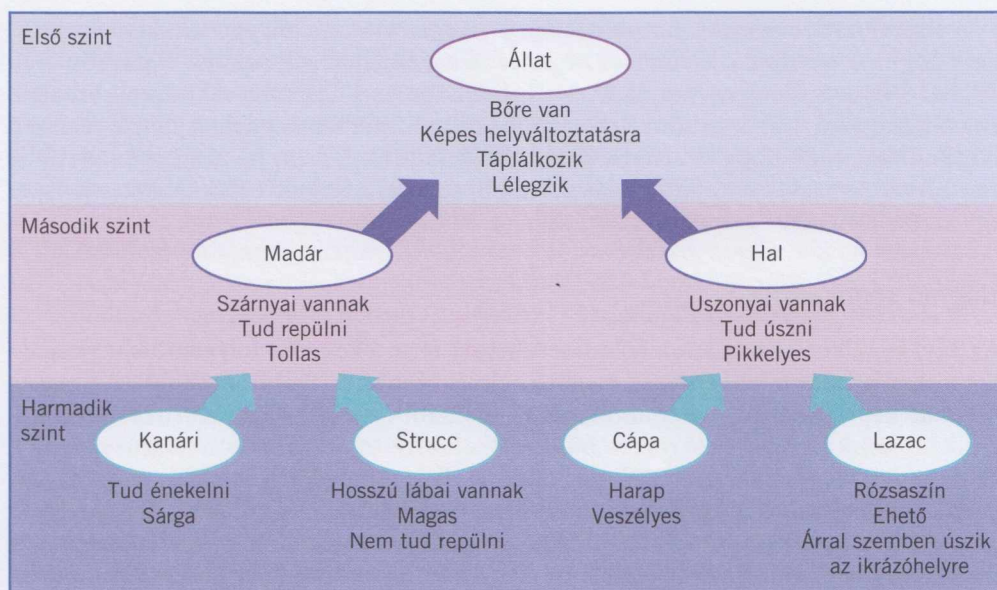 Első szint
Állat
Bőre van
Képes helyváltoztatásra
Táplálkozik
Lélegzik
Második szint
Madár
Szárnyai vannak
Tud repülni
Tollas
Hal
Uszonyai vannak
Tud úszni
Pikkelyes
Harmadik
szint
Kanári
Tud énekelni
Sárga
Strucc
Hosszú lábai vannak
Magas
Nem tud repülni
Cápa
Harap
Veszélyes
Lazac
Rózsaszín
Ehető
Árral szemben úszik
az ikrázóhelyre